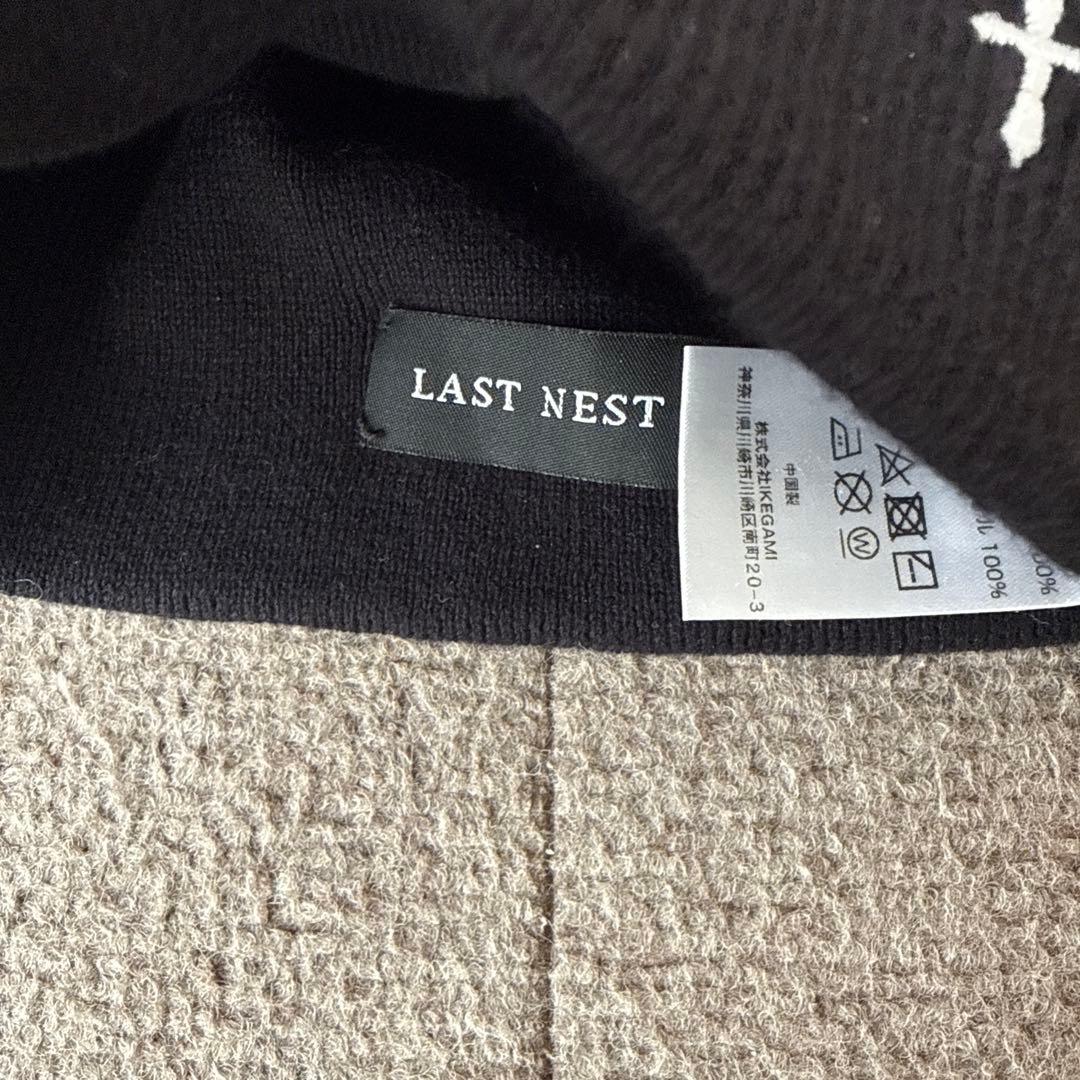 LAST NEST
ル 100%
中国製
株式会社IKEGAMI
神奈川県川崎市川崎区南町20-3
W